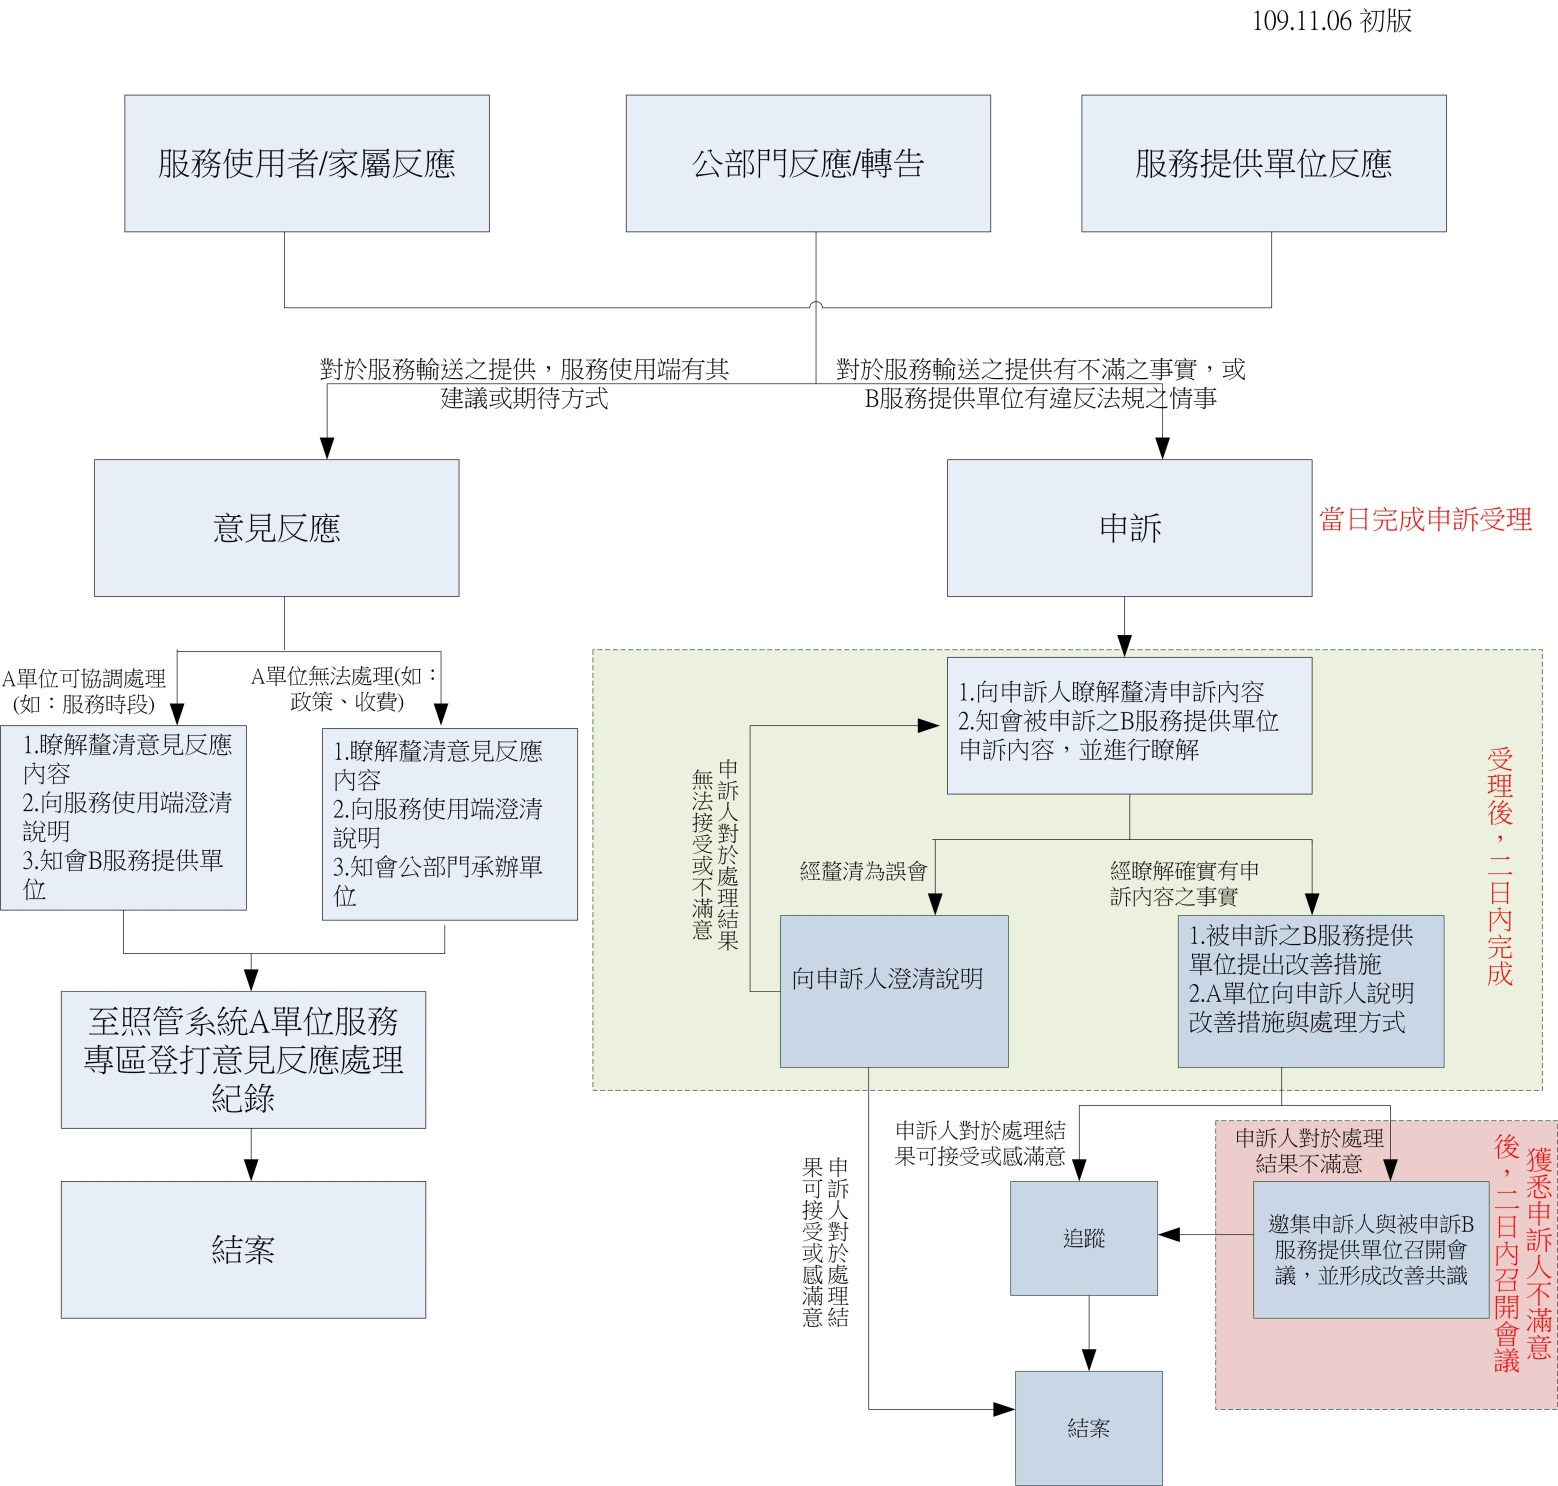 109.11.06 初版
服務使用者/家屬反應
公部門反應/轉告
服務提供單位反應
對於服務輸送之提供，服務使用端有其
建議或期待方式
對於服務輸送之提供有不滿之事實，或
B服務提供單位有違反法規之情事
意見反應
申訴
當日完成申訴受理
A單位可協調處理
(如：服務時段)
A單位無法處理(如：
政策、收費)
1.瞭解釐清意見反應
內容
2.向服務使用端澄清
說明
3.知會B服務提供單
位
1.瞭解釐清意見反應
內容
2.向服務使用端澄清
說明
3.知會公部門承辦單
位
至照管系統A單位服務
專區登打意見反應處理
紀錄
結案
1.向申訴人瞭解釐清申訴內容
2.知會被申訴之B服務提供單位
申訴內容，並進行瞭解
受理後，二日內完成
申訴人對於處理結果
無法接受或不滿意
經釐清為誤會
經瞭解確實有申
訴內容之事實
向申訴人澄清說明
1.被申訴之B服務提供
單位提出改善措施
2.A單位向申訴人說明
改善措施與處理方式
申訴人對於處理結
果可接受或感滿意
申訴人對於處理結
果可接受或感滿意
申訴人對於處理
結果不滿意
獲悉申訴人不滿意
後，二日內召開會議
追蹤
邀集申訴人與被申訴B
服務提供單位召開會
議，並形成改善共識
結案